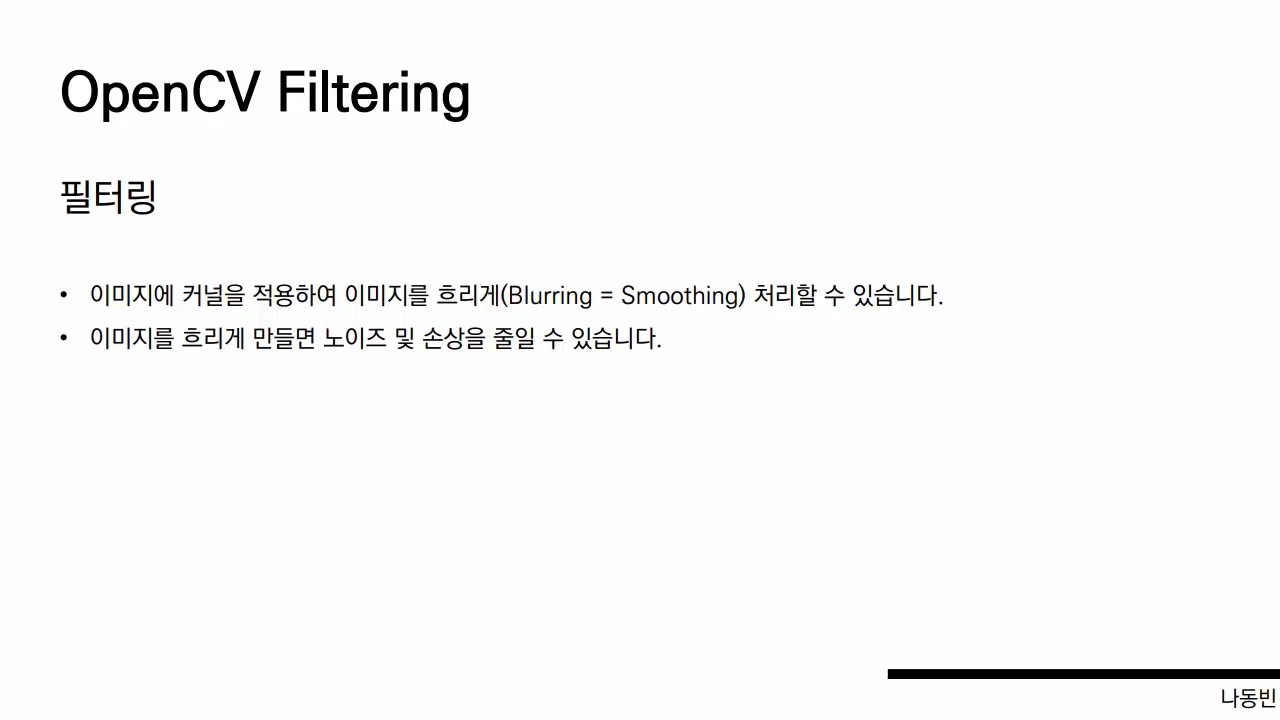 OpenCV Filtering
필터링
• 이미지에 커널을 적용하여 이미지를 흐리게(Blurring = Smoothing) 처리할 수 있습니다.
• 이미지를 흐리게 만들면 노이즈 및 손상을 줄일 수 있습니다.
나동빈